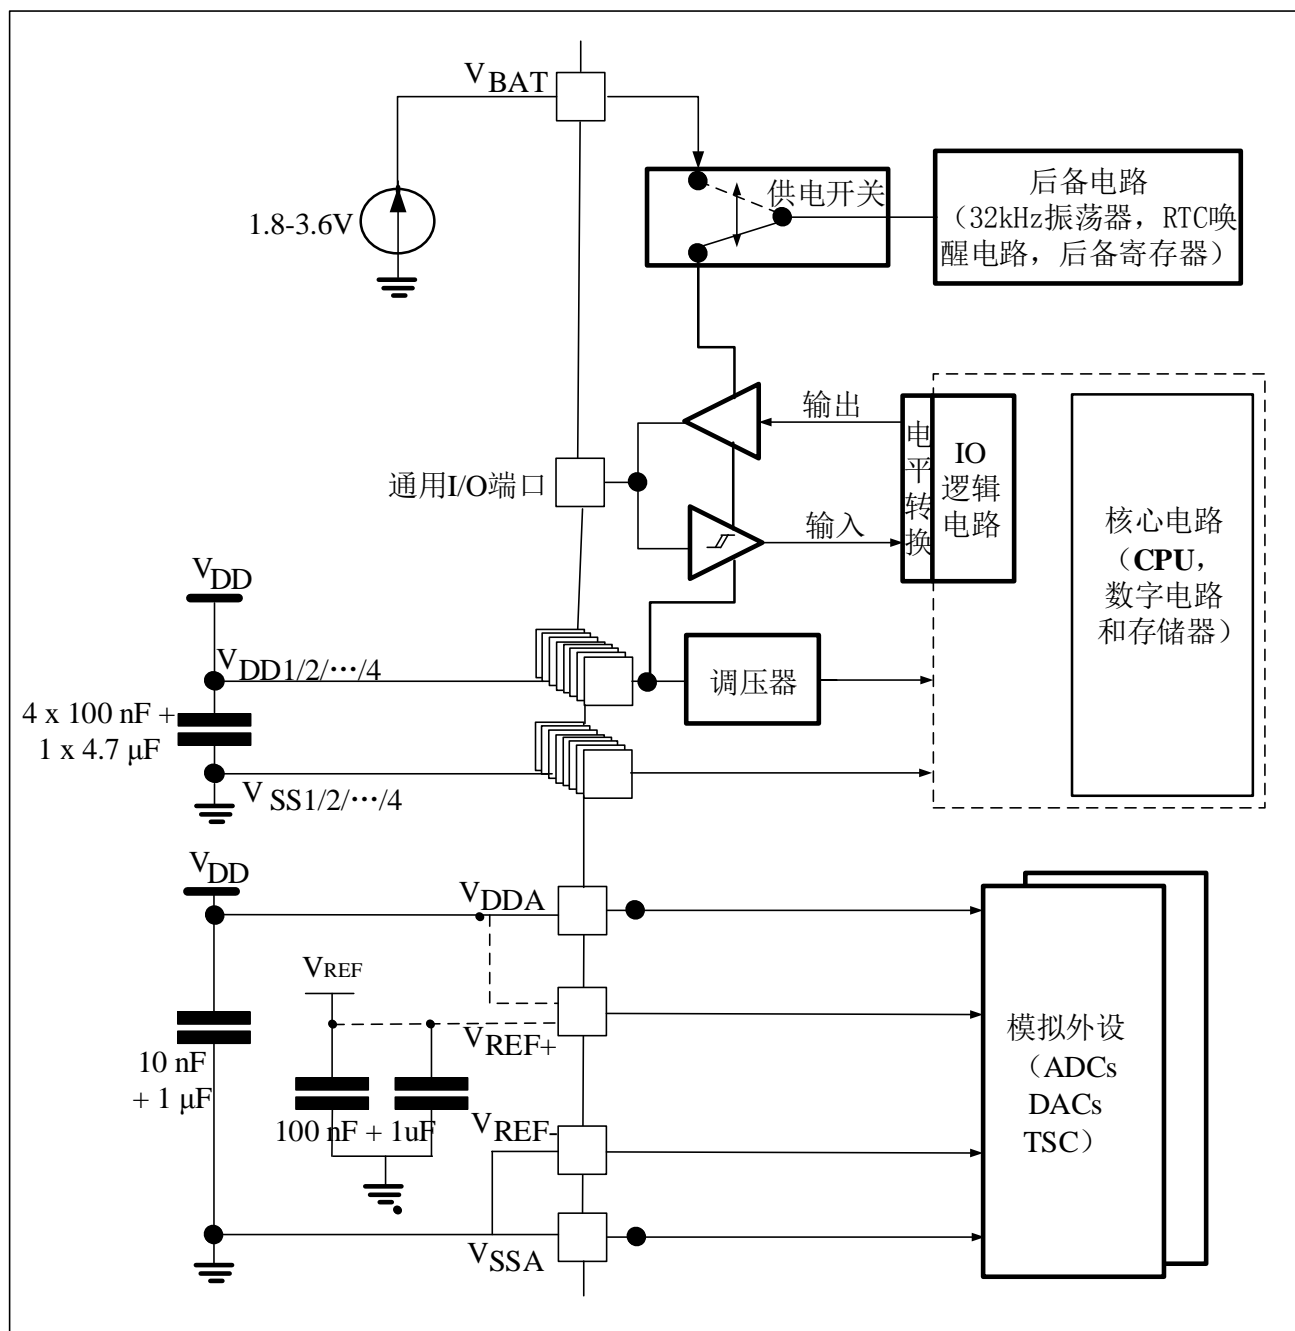 VBAT
1.8-3.6V
供电开关
后备电路
（32kHz振荡器，RTC唤
醒电路，后备寄存器）
输出
电平转换
IO
逻辑
电路
通用I/O端口
输入
核心电路
（CPU，
数字电路
和存储器）
VDD
VDD1/2/…/4
调压器
4 x 100 nF +
1 x 4.7 μF
VSS1/2/…/4
VDD
VDDA
VREF
VREF+
10 nF
+ 1 μF
100 nF + 1uF
VREF-
模拟外设
（ADCs
DACs
TSC）
VSSA